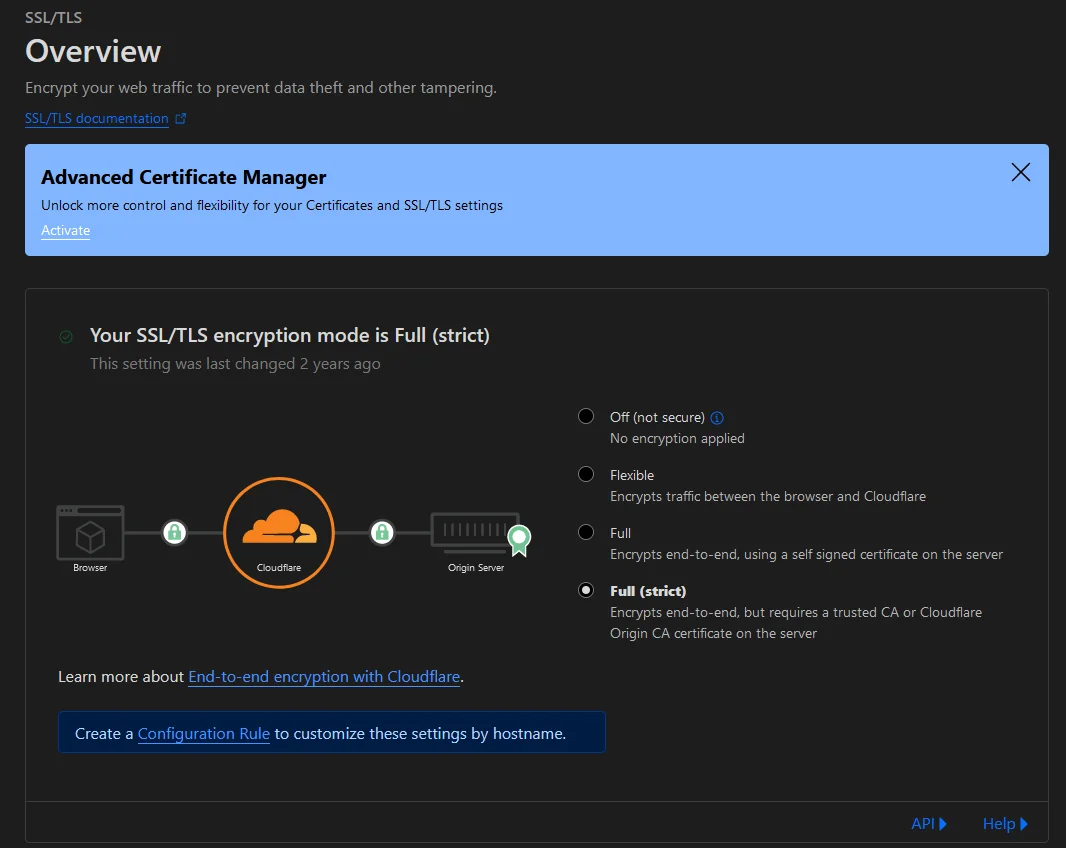 SSL/TLS
Overview
Encrypt your web traffic to prevent data theft and other tampering.
SSL/TLS documentation
Advanced Certificate Manager
Unlock more control and flexibility for your Certificates and SSL/TLS settings
Activate
Your SSL/TLS encryption mode is Full (strict)
This setting was last changed 2 years ago
Off (not secure)
No encryption applied
Flexible
Encrypts traffic between the browser and Cloudflare
Full
Encrypts end-to-end, using a self signed certificate on the server
Full (strict)
Encrypts end-to-end, but requires a trusted CA or Cloudflare
Origin CA certificate on the server
Browser
Cloudflare
Origin Server
Learn more about End-to-end encryption with Cloudflare.
Create a Configuration Rule to customize these settings by hostname.
API
Help